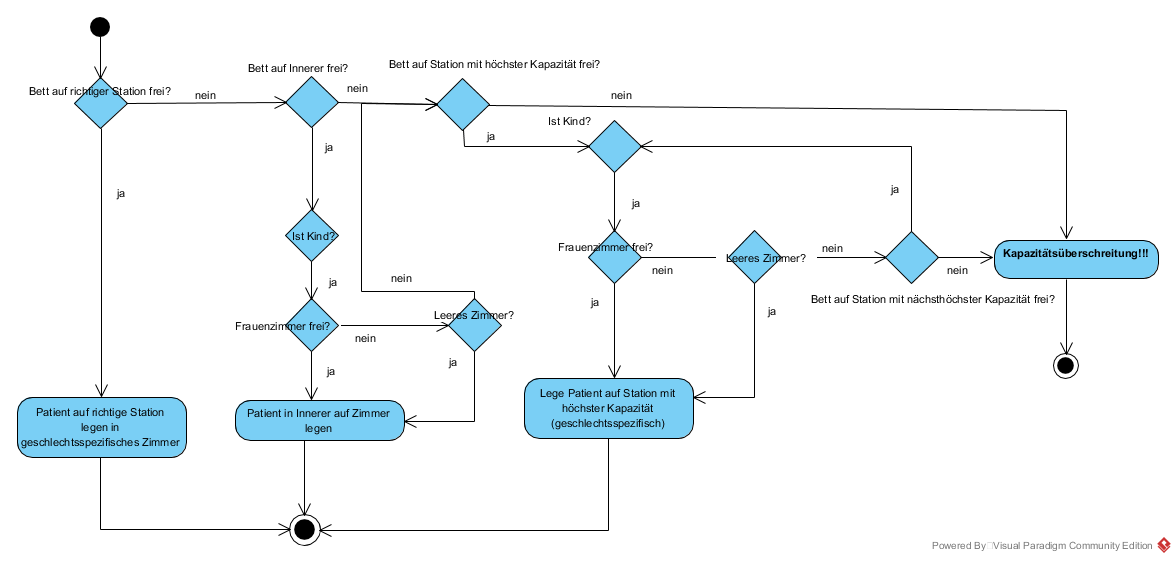 Bett auf richtiger Station frei?
nein
Bett auf Innerer frei?
nein
Bett auf Station mit höchster Kapazität frei?
nein
ja
Ist Kind?
ja
ja
ja
ja
Ist Kind?
ja
Frauenzimmer frei?
nein
Leeres Zimmer?
nein
nein
Kapazitätsüberschreitung!!!
Bett auf Station mit nächsthöchster Kapazität frei?
nein
ja
ja
Frauenzimmer frei?
nein
Leeres Zimmer?
ja
ja
Patient auf richtige Station
legen in
geschlechtsspezifisches Zimmer
Patient in Innerer auf Zimmer
legen
Lege Patient auf Station mit
höchster Kapazität
(geschlechtsspezifisch)
Powered By Visual Paradigm Community Edition